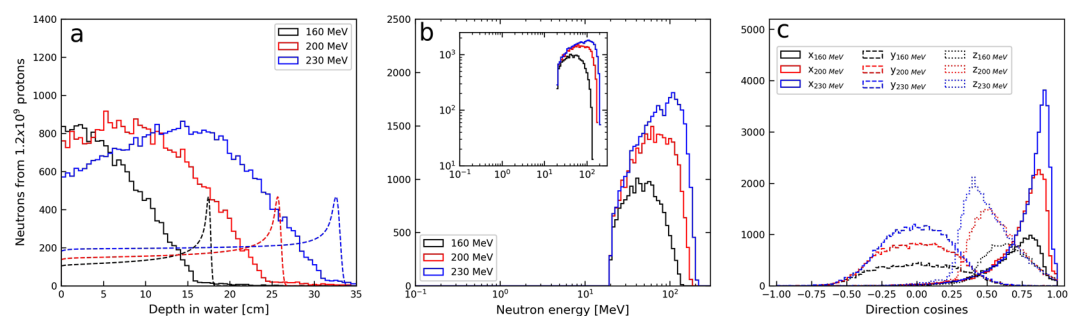 a
160 MeV
200 MeV
230 MeV
Neutrons from 1.2x10⁹ protons
1400
1200
1000
800
600
400
200
0
0 5 10 15 20 25 30 35
Depth in water [cm]
b
2500
2000
1500
1000
500
0
10³
10²
10¹
10⁻¹ 10⁰ 10¹ 10²
160 MeV
200 MeV
230 MeV
10⁻¹ 10⁰ 10¹ 10²
Neutron energy [MeV]
c
x160 MeV y160 MeV z160 MeV
x200 MeV y200 MeV z200 MeV
x230 MeV y230 MeV z230 MeV
5000
4000
3000
2000
1000
0
−1.00 −0.75 −0.50 −0.25 0.00 0.25 0.50 0.75 1.00
Direction cosines